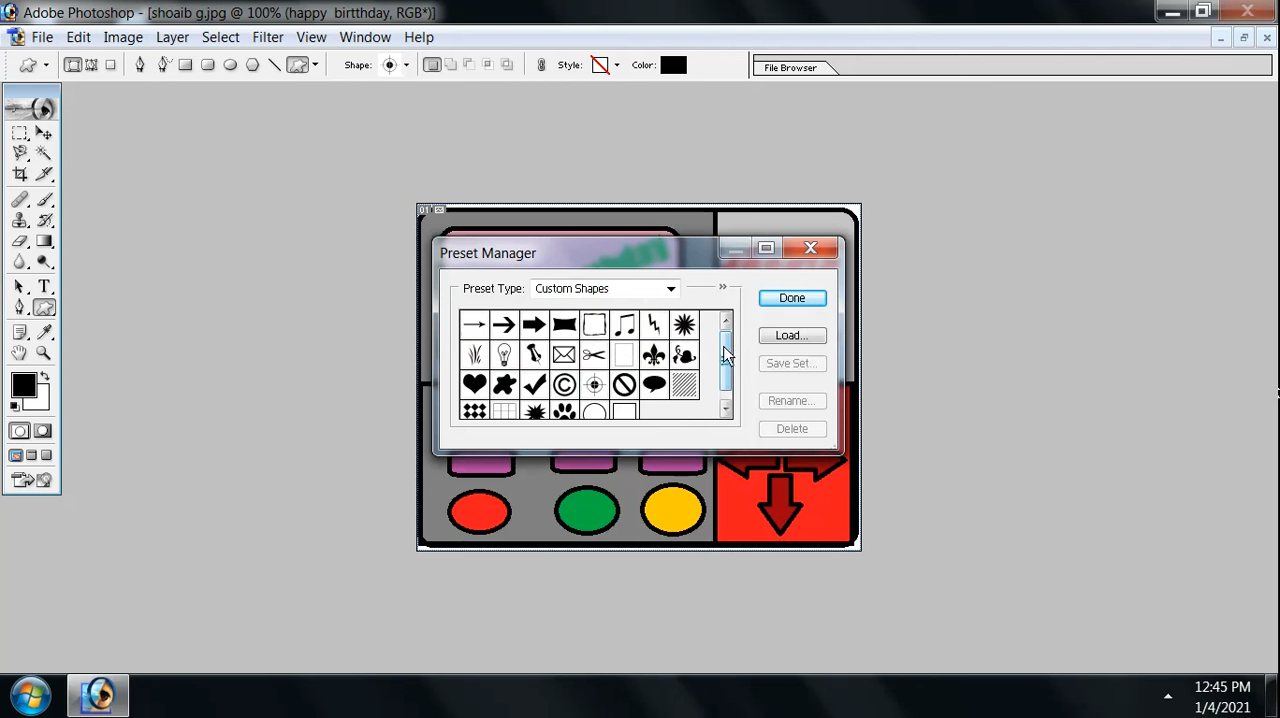 Adobe Photoshop - [shoaib g.jpg @ 100% (happy  birtthday, RGB*)]
File Edit Image Layer Select Filter View Window Help
Shape: Style: Color: File Browser
Preset Manager
Preset Type: Custom Shapes
Done
Load...
Save Set...
Rename...
Delete
12:45 PM
1/4/2021